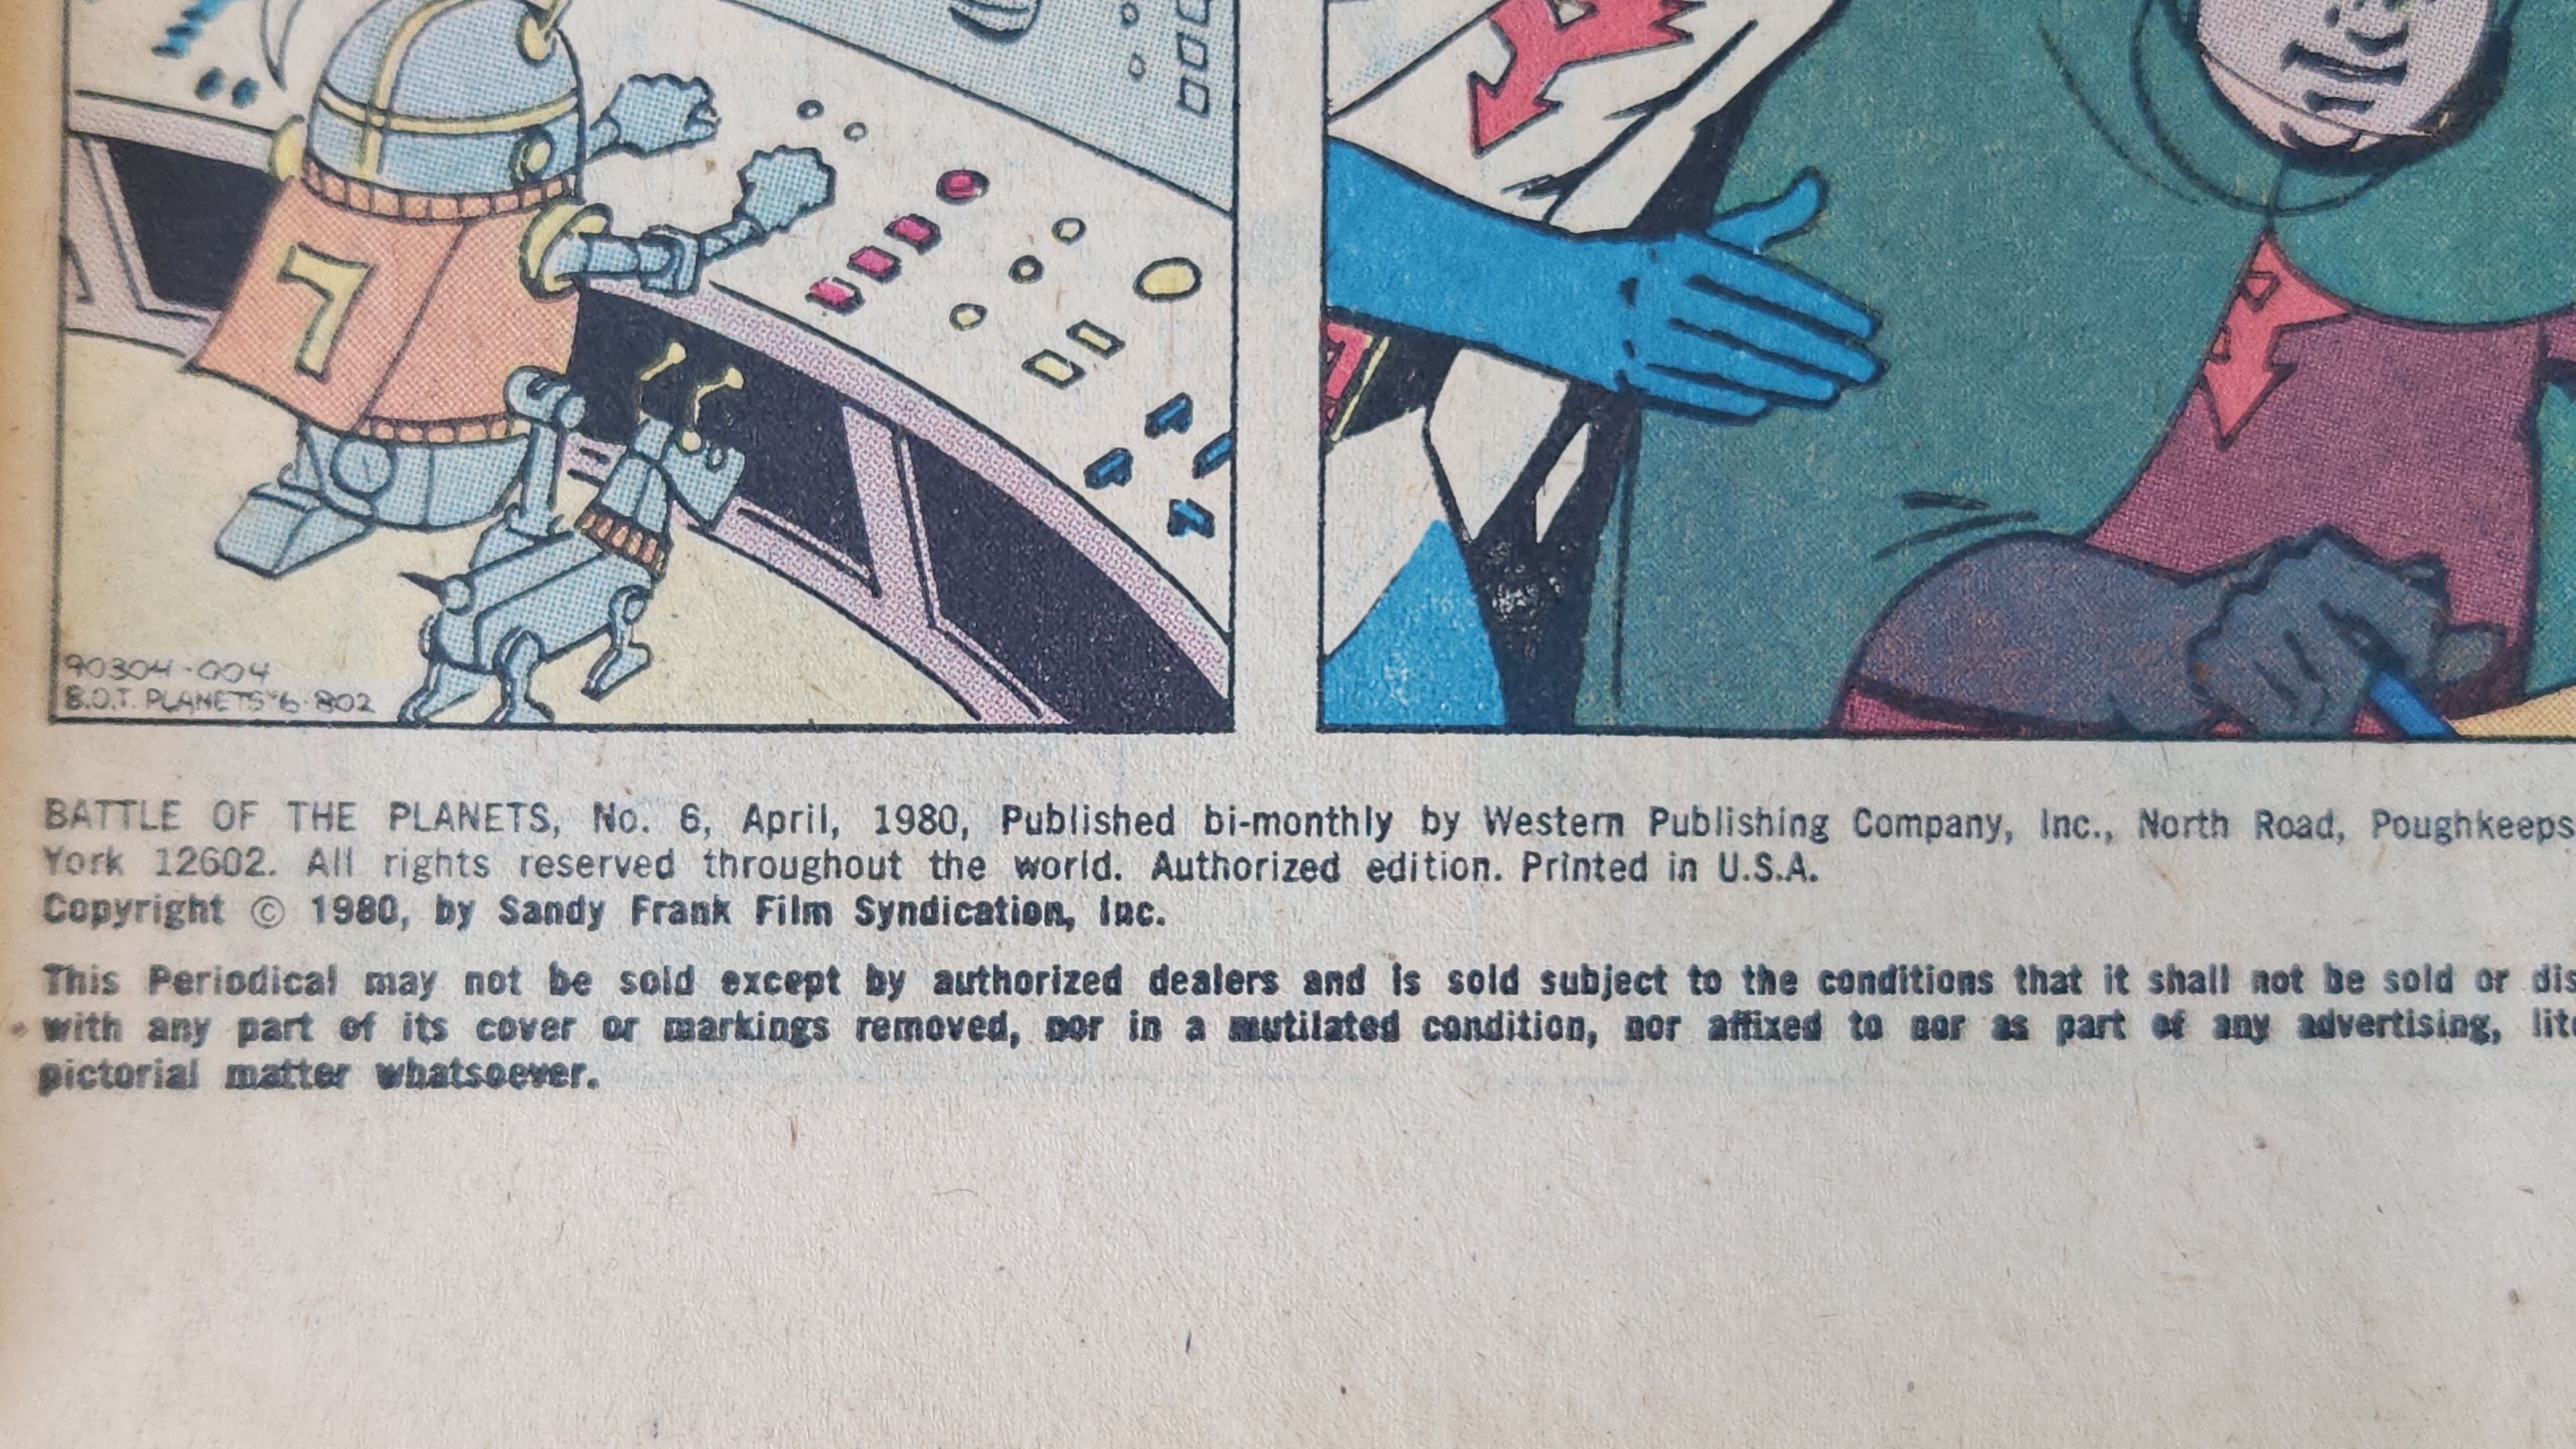 7
90304-004
B.O.T. PLANETS #6-802
BATTLE OF THE PLANETS, No. 6, April, 1980, Published bi-monthly by Western Publishing Company, Inc., North Road, Poughkeeps
York 12602. All rights reserved throughout the world. Authorized edition. Printed in U.S.A.
Copyright © 1980, by Sandy Frank Film Syndication, Inc.
This Periodical may not be sold except by authorized dealers and is sold subject to the conditions that it shall not be sold or dis
with any part of its cover or markings removed, nor in a mutilated condition, nor affixed to nor as part of any advertising, lite
pictorial matter whatsoever.